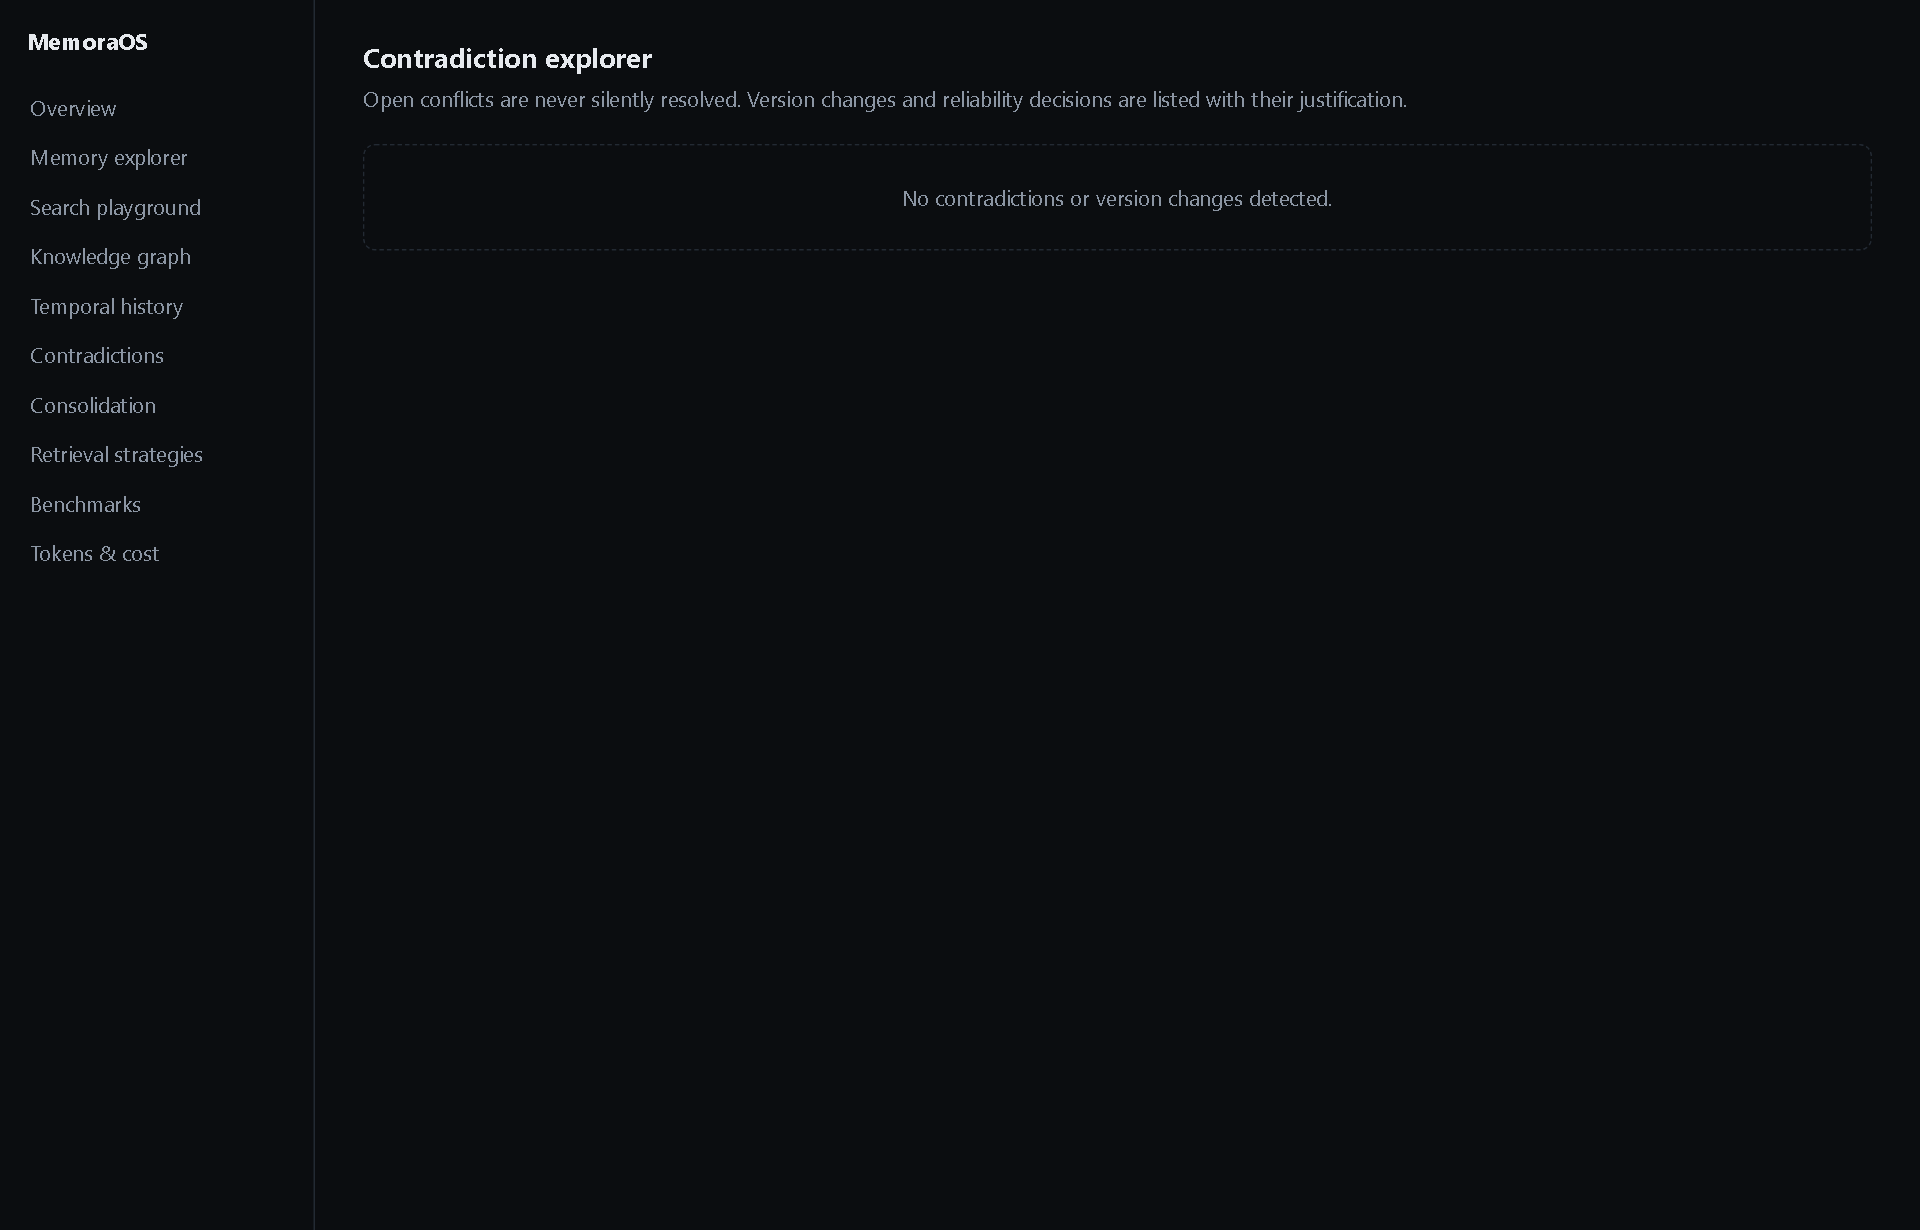 MemoraOS
Overview
Memory explorer
Search playground
Knowledge graph
Temporal history
Contradictions
Consolidation
Retrieval strategies
Benchmarks
Tokens & cost
Contradiction explorer
Open conflicts are never silently resolved. Version changes and reliability decisions are listed with their justification.
No contradictions or version changes detected.